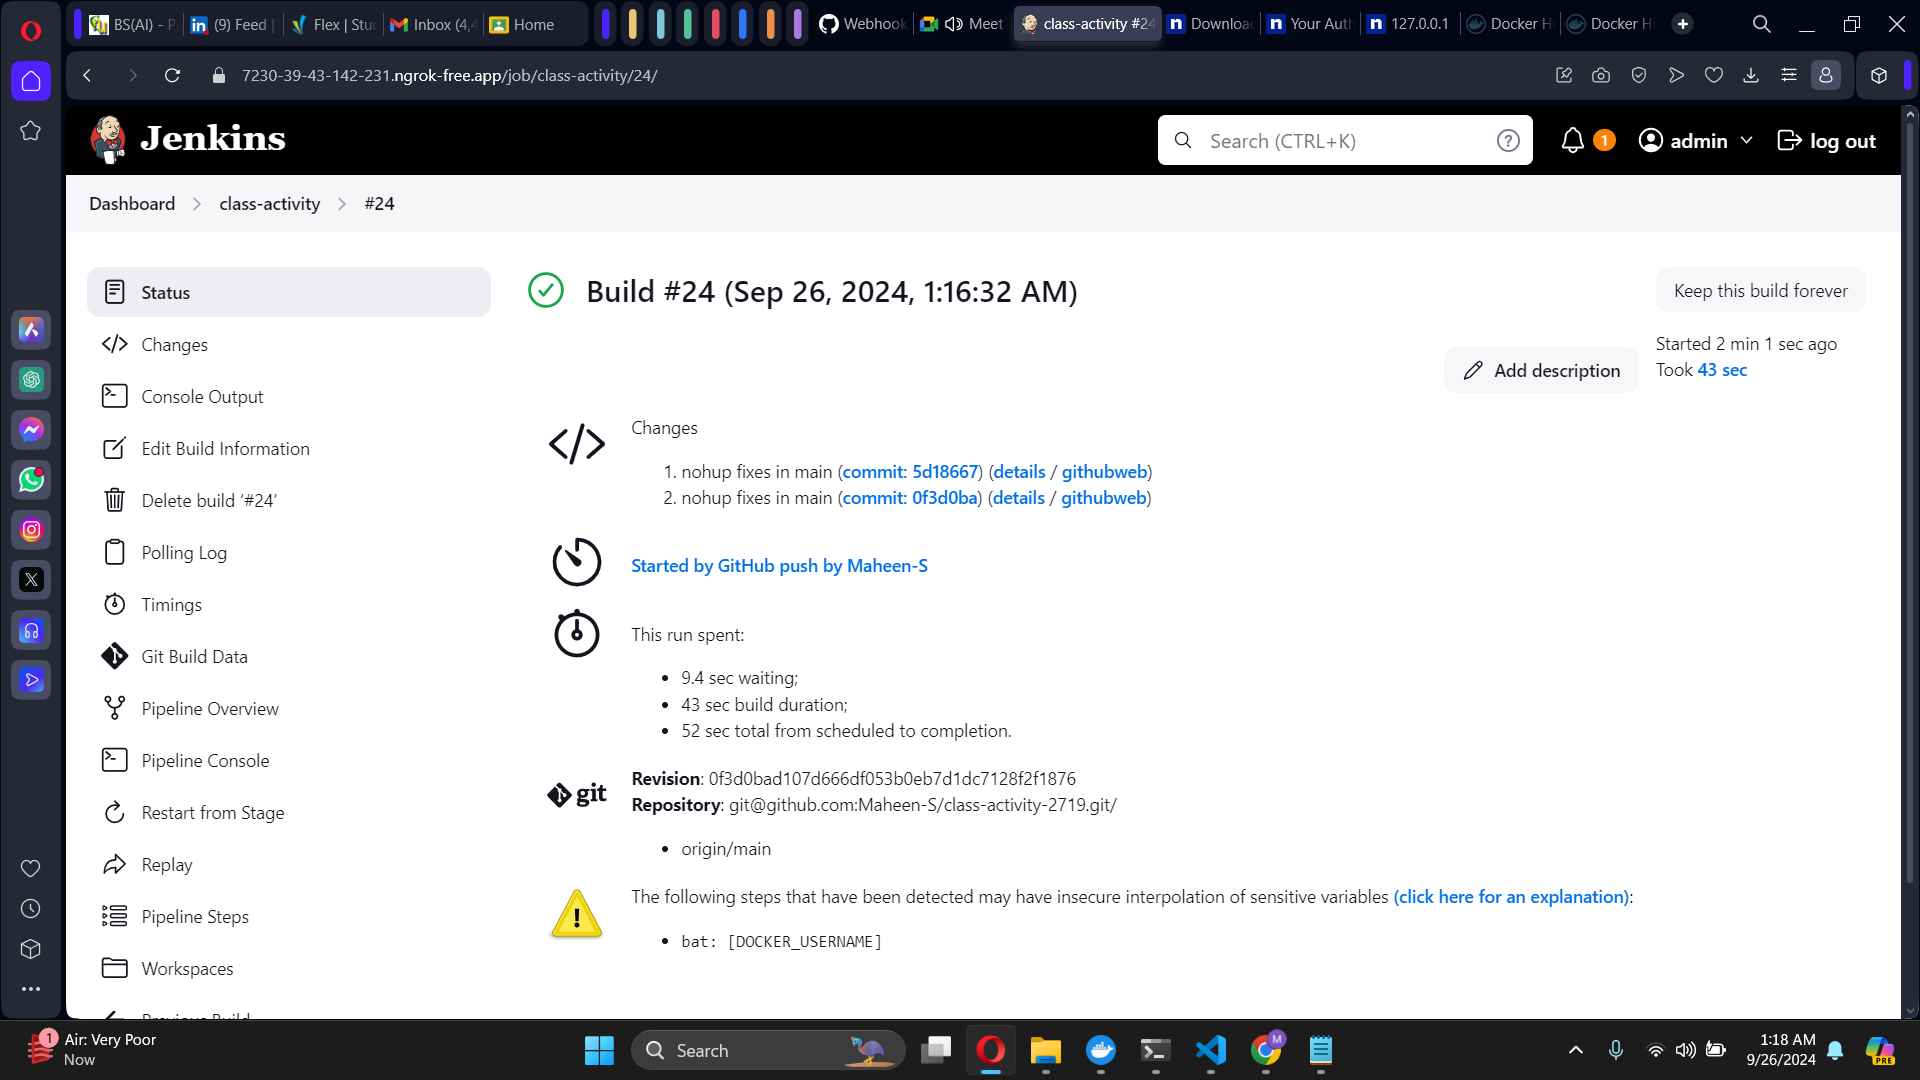 BS(AI) - P
(9) Feed |
Flex | Stu
Inbox (4,4
Home
Webhook
Meet
class-activity #24
Downloa
Your Auth
127.0.0.1
Docker H
Docker H
7230-39-43-142-231.ngrok-free.app/job/class-activity/24/
Jenkins
Search (CTRL+K)
1
admin
log out
Dashboard
class-activity
#24
Status
Changes
Console Output
Edit Build Information
Delete build ‘#24’
Polling Log
Timings
Git Build Data
Pipeline Overview
Pipeline Console
Restart from Stage
Replay
Pipeline Steps
Workspaces
Previous Build
Build #24 (Sep 26, 2024, 1:16:32 AM)
Keep this build forever
Add description
Started 2 min 1 sec ago
Took 43 sec
Changes
1. nohup fixes in main (commit: 5d18667) (details / githubweb)
2. nohup fixes in main (commit: 0f3d0ba) (details / githubweb)
Started by GitHub push by Maheen-S
This run spent:
9.4 sec waiting;
43 sec build duration;
52 sec total from scheduled to completion.
git
Revision: 0f3d0bad107d666df053b0eb7d1dc7128f2f1876
Repository: git@github.com:Maheen-S/class-activity-2719.git/
origin/main
The following steps that have been detected may have insecure interpolation of sensitive variables (click here for an explanation):
bat: [DOCKER_USERNAME]
1
Air: Very Poor
Now
Search
M
1:18 AM
9/26/2024
PRE